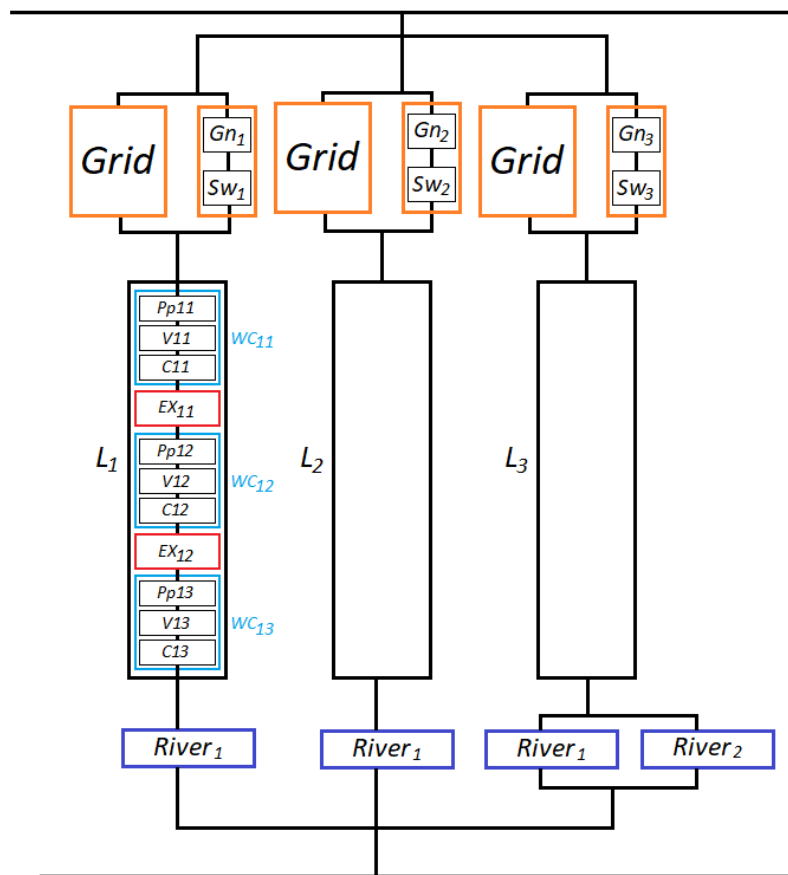 Grid
Gn1
Sw1
Grid
Gn2
Sw2
Grid
Gn3
Sw3
L1
Pp11
V11
C11
WC11
EX11
Pp12
V12
C12
WC12
EX12
Pp13
V13
C13
WC13
L2
L3
River1
River1
River1
River2